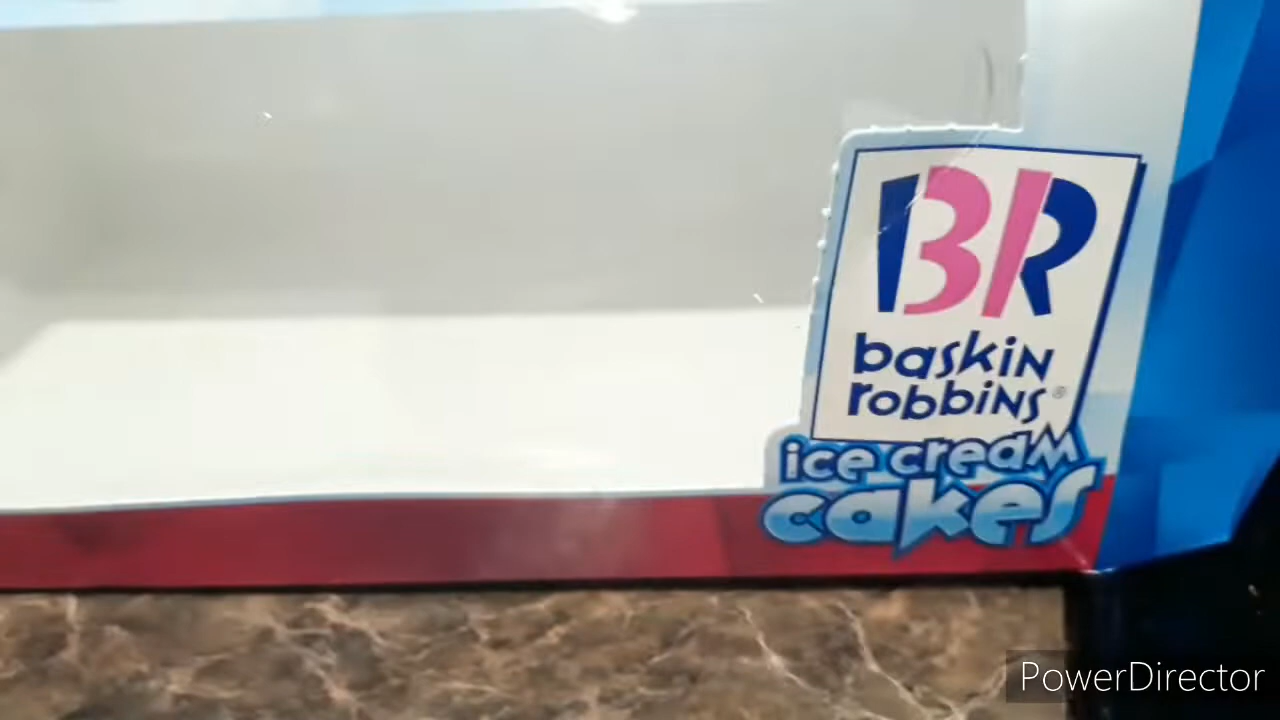 BR
baskin
robbins®
ice cream
cakes
PowerDirector